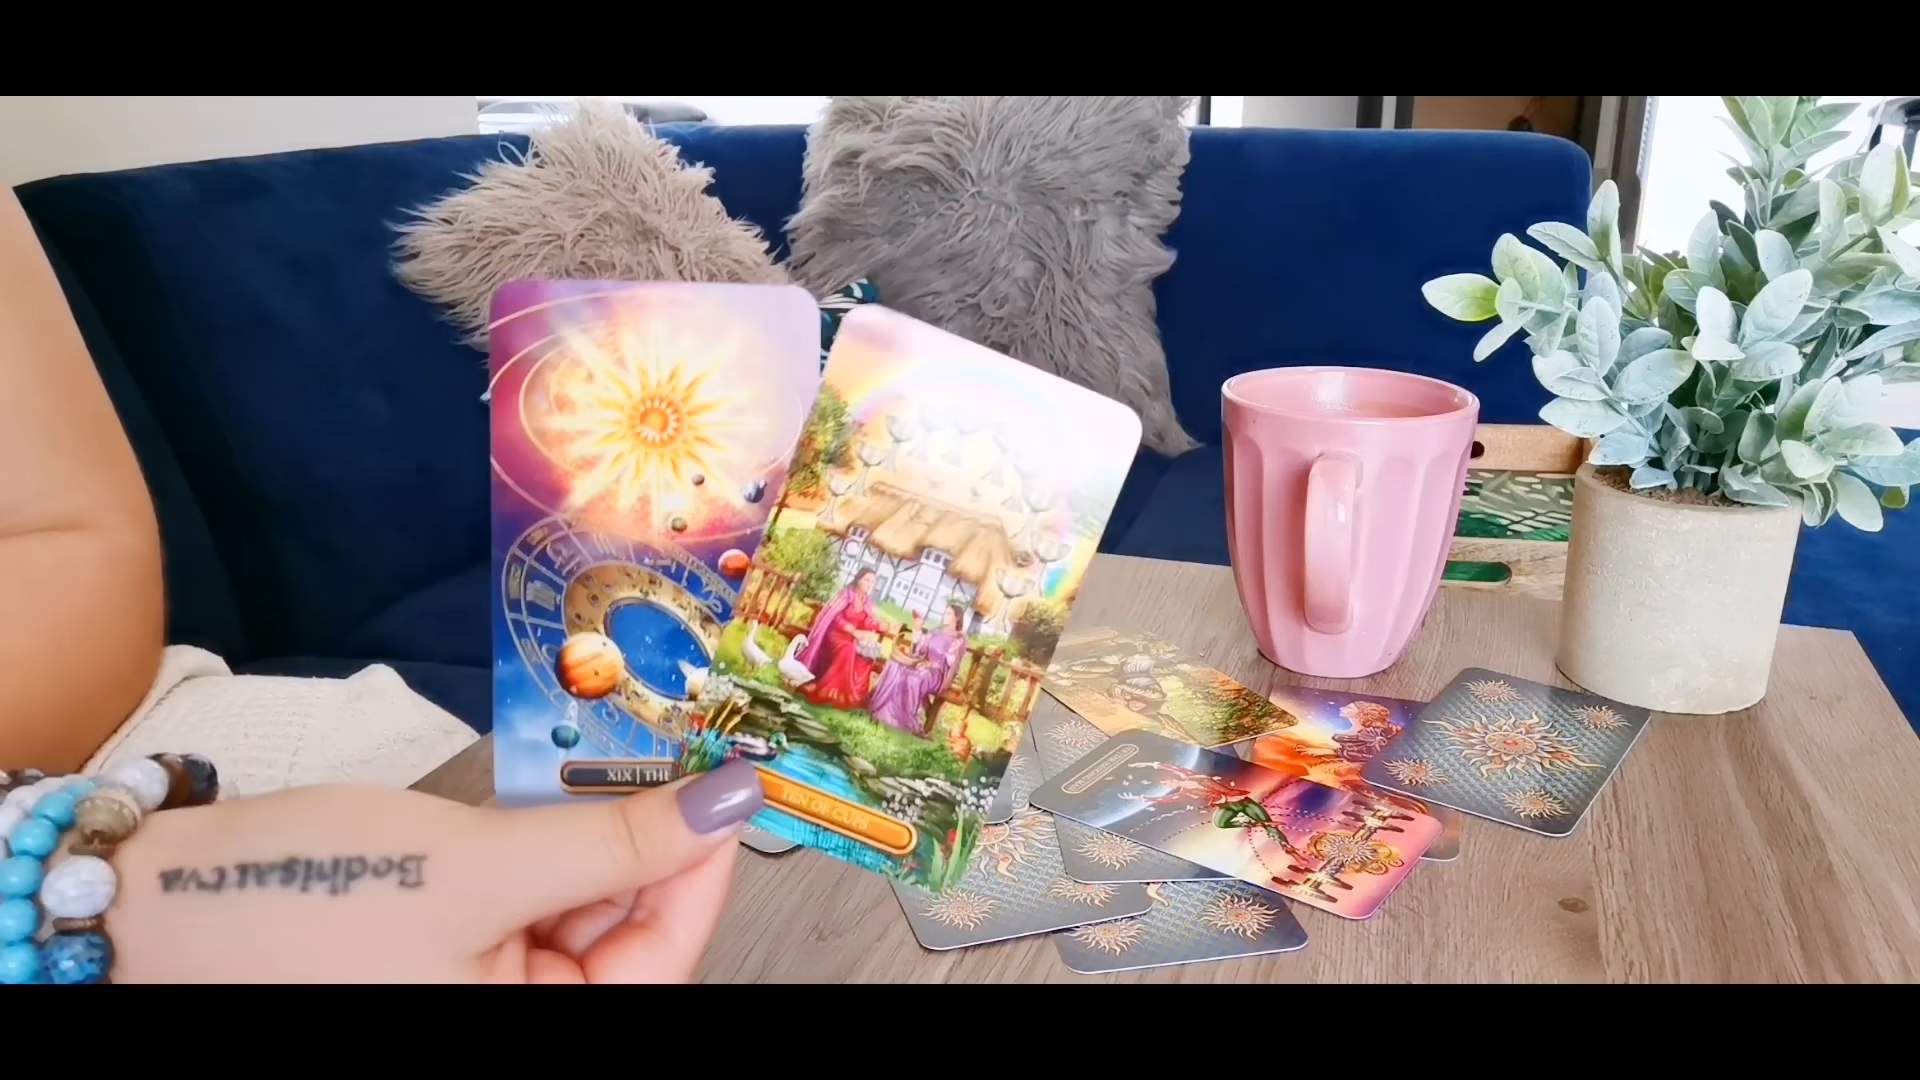 XIX | THE
TEN OF CUPS
Bodhisattva